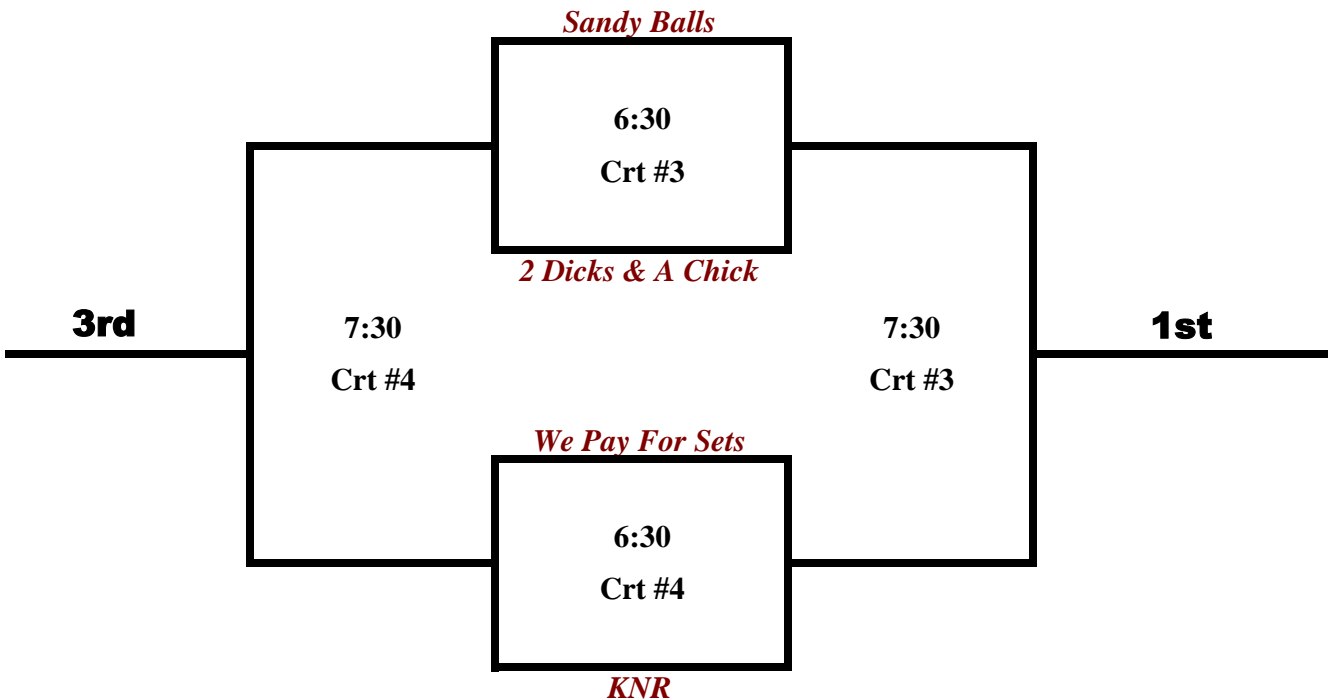 Sandy Balls
6:30
Crt #3
2 Dicks & A Chick
3rd
7:30
Crt #4
7:30
Crt #3
1st
We Pay For Sets
6:30
Crt #4
KNR